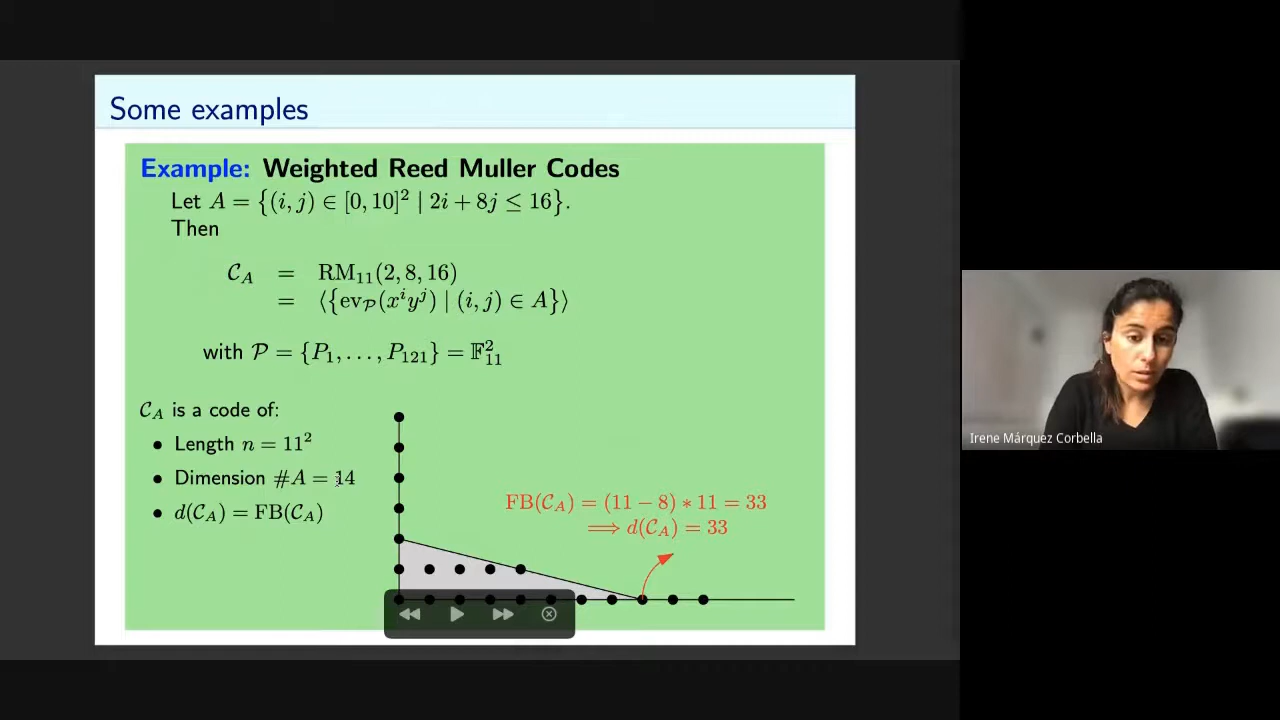 Some examples
Example: Weighted Reed Muller Codes
Let A = {(i, j) ∈ [0, 10]² | 2i + 8j ≤ 16}.
Then
𝒞_A = RM₁₁(2, 8, 16)
= ⟨{ev_𝒫(xⁱyʲ) | (i, j) ∈ A}⟩
with 𝒫 = {P₁, . . . , P₁₂₁} = 𝔽²₁₁
𝒞_A is a code of:
• Length n = 11²
• Dimension #A = 14
• d(𝒞_A) = FB(𝒞_A)
FB(𝒞_A) = (11 − 8) ∗ 11 = 33
⟹ d(𝒞_A) = 33
Irene Márquez Corbella